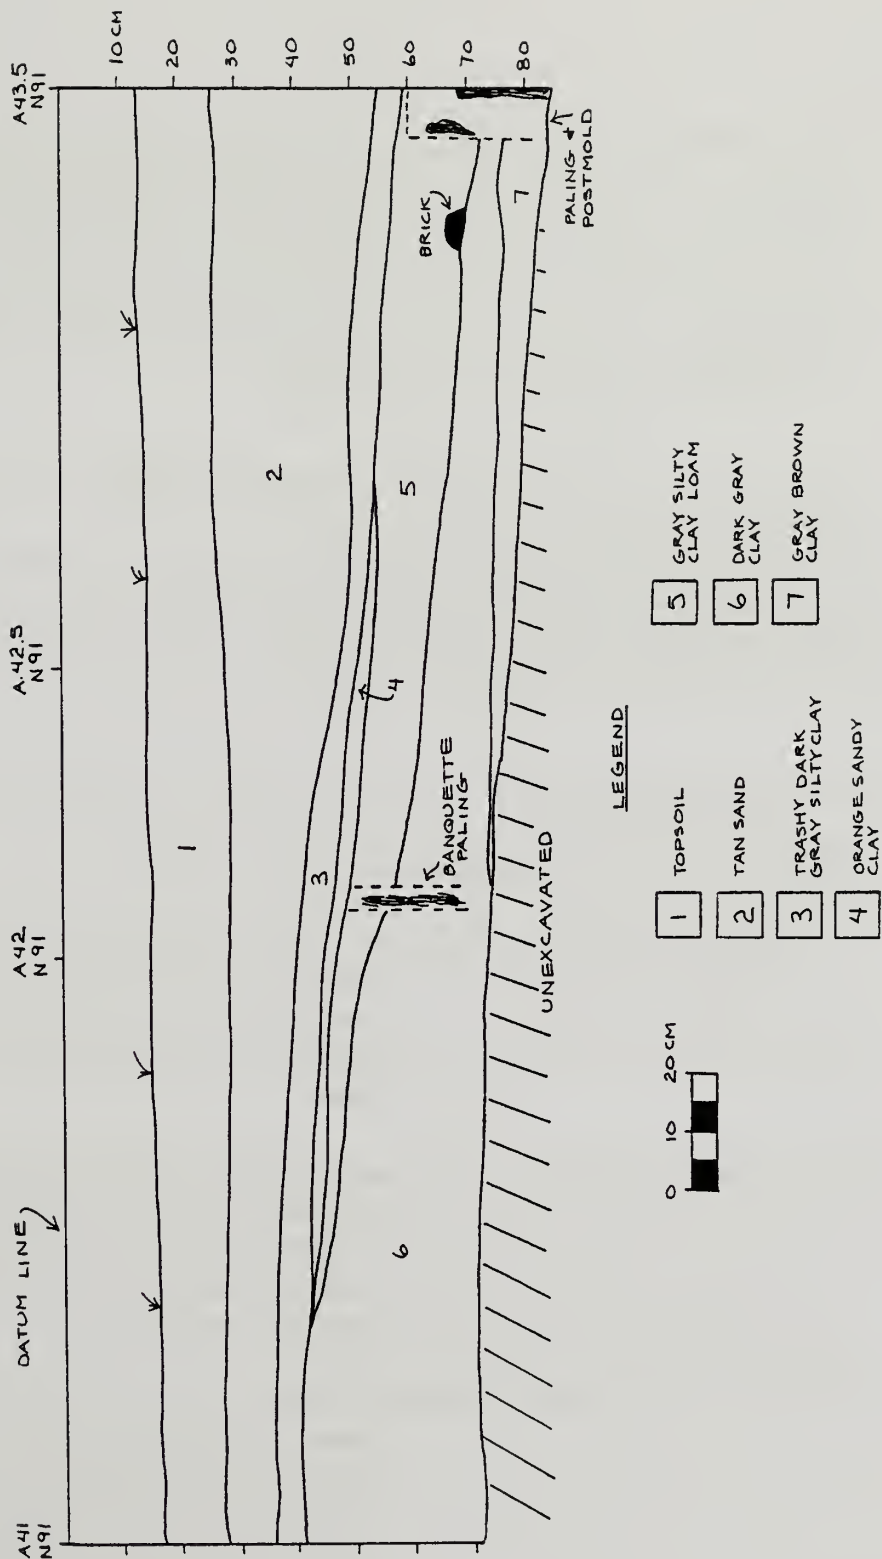 A41
N91
DATUM LINE
A42
N91
A.42.5
N91
A43.5
N91
10 CM
20
30
40
50
60
70
80
1
2
3
4
5
6
7
BRICK
BANQUETTE
PALING
PALING &
POSTMOLD
UNEXCAVATED
0
10
20 CM
LEGEND
1
TOPSOIL
2
TAN SAND
3
TRASHY DARK
GRAY SILTY CLAY
4
ORANGE SANDY
CLAY
5
GRAY SILTY
CLAY LOAM
6
DARK GRAY
CLAY
7
GRAY BROWN
CLAY